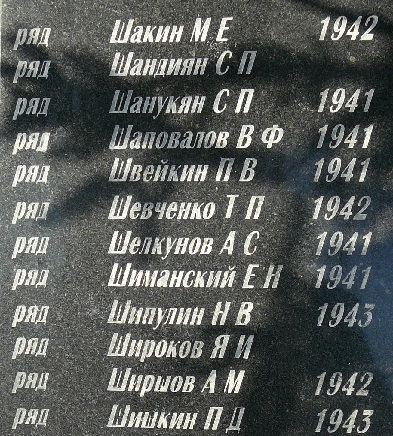 ряд Шакин М Е 1942
ряд Шандиян С П
ряд Шанукян С П 1941
ряд Шаповалов В Ф 1941
ряд Швейкин П В 1941
ряд Шевченко Т П 1942
ряд Шелкунов А С 1941
ряд Шиманский Е Н 1941
ряд Шипулин Н В 1943
ряд Широков Я И
ряд Ширшов А М 1942
ряд Шишкин П Д 1943